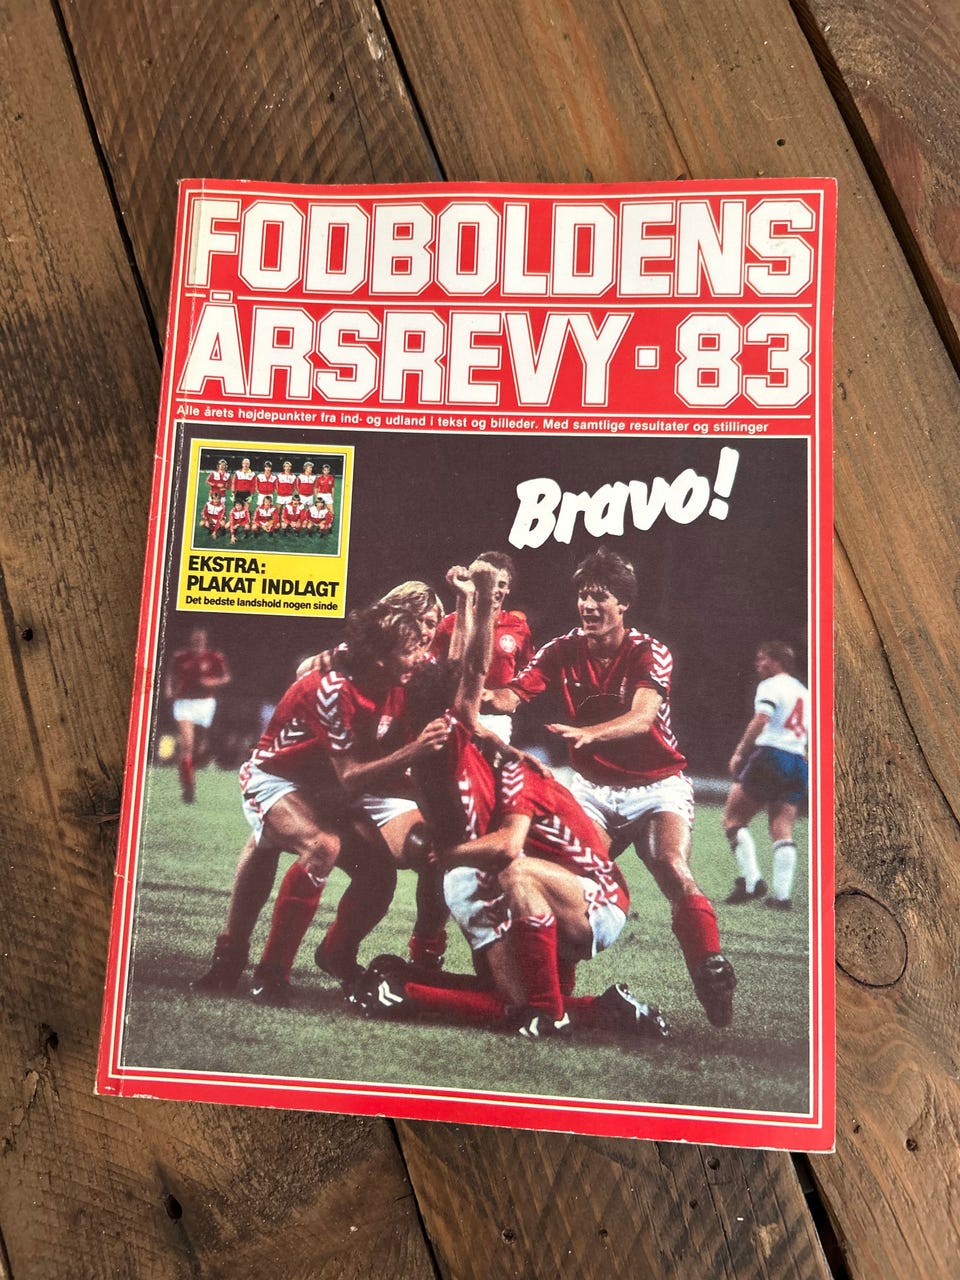 FODBOLDENS
ÅRSREVY · 83
Alle årets højdepunkter fra ind- og udland i tekst og billeder. Med samtlige resultater og stillinger
Bravo!
EKSTRA:
PLAKAT INDLAGT
Det bedste landshold nogen sinde
4